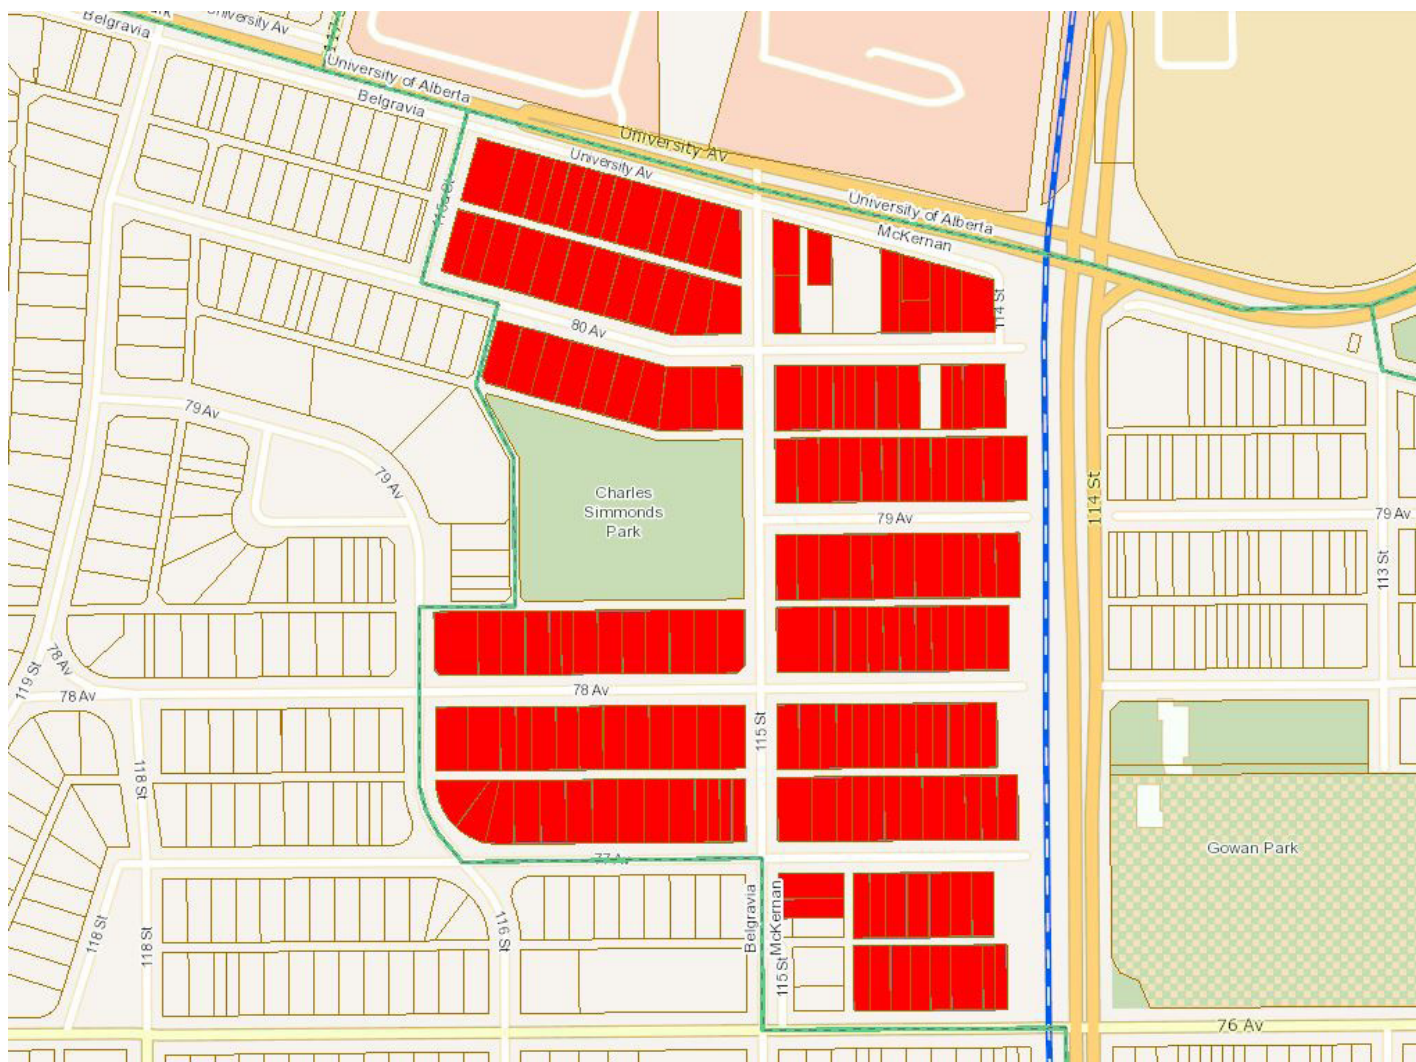 Belgravia
University Av
University of Alberta
Belgravia
University Av
University Av
University of Alberta
McKernan
114 St
80 Av
79 Av
79 Av
Charles
Simmonds
Park
79 Av
114 St
79 Av
113 St
119 St
78 Av
78 Av
78 Av
115 St
118 St
77 Av
Gowan Park
118 St
118 St
116 St
Belgravia
McKernan
115 St
76 Av